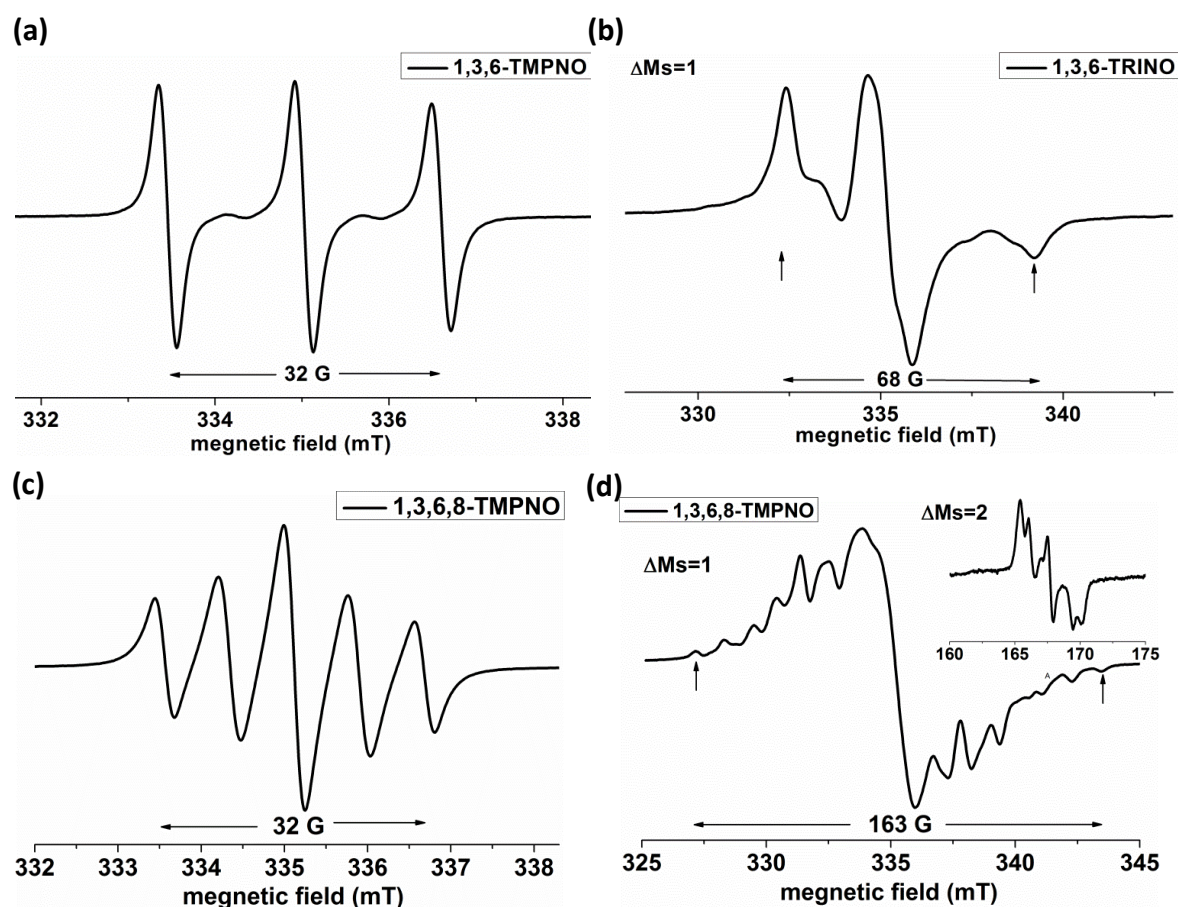 (a)
1,3,6-TMPNO
32 G
332 334 336 338
megnetic field (mT)
(b)
ΔMs=1
1,3,6-TRINO
68 G
330 335 340
megnetic field (mT)
(c)
1,3,6,8-TMPNO
32 G
332 333 334 335 336 337 338
megnetic field (mT)
(d)
1,3,6,8-TMPNO
ΔMs=1
ΔMs=2
160 165 170 175
A
163 G
325 330 335 340 345
megnetic field (mT)